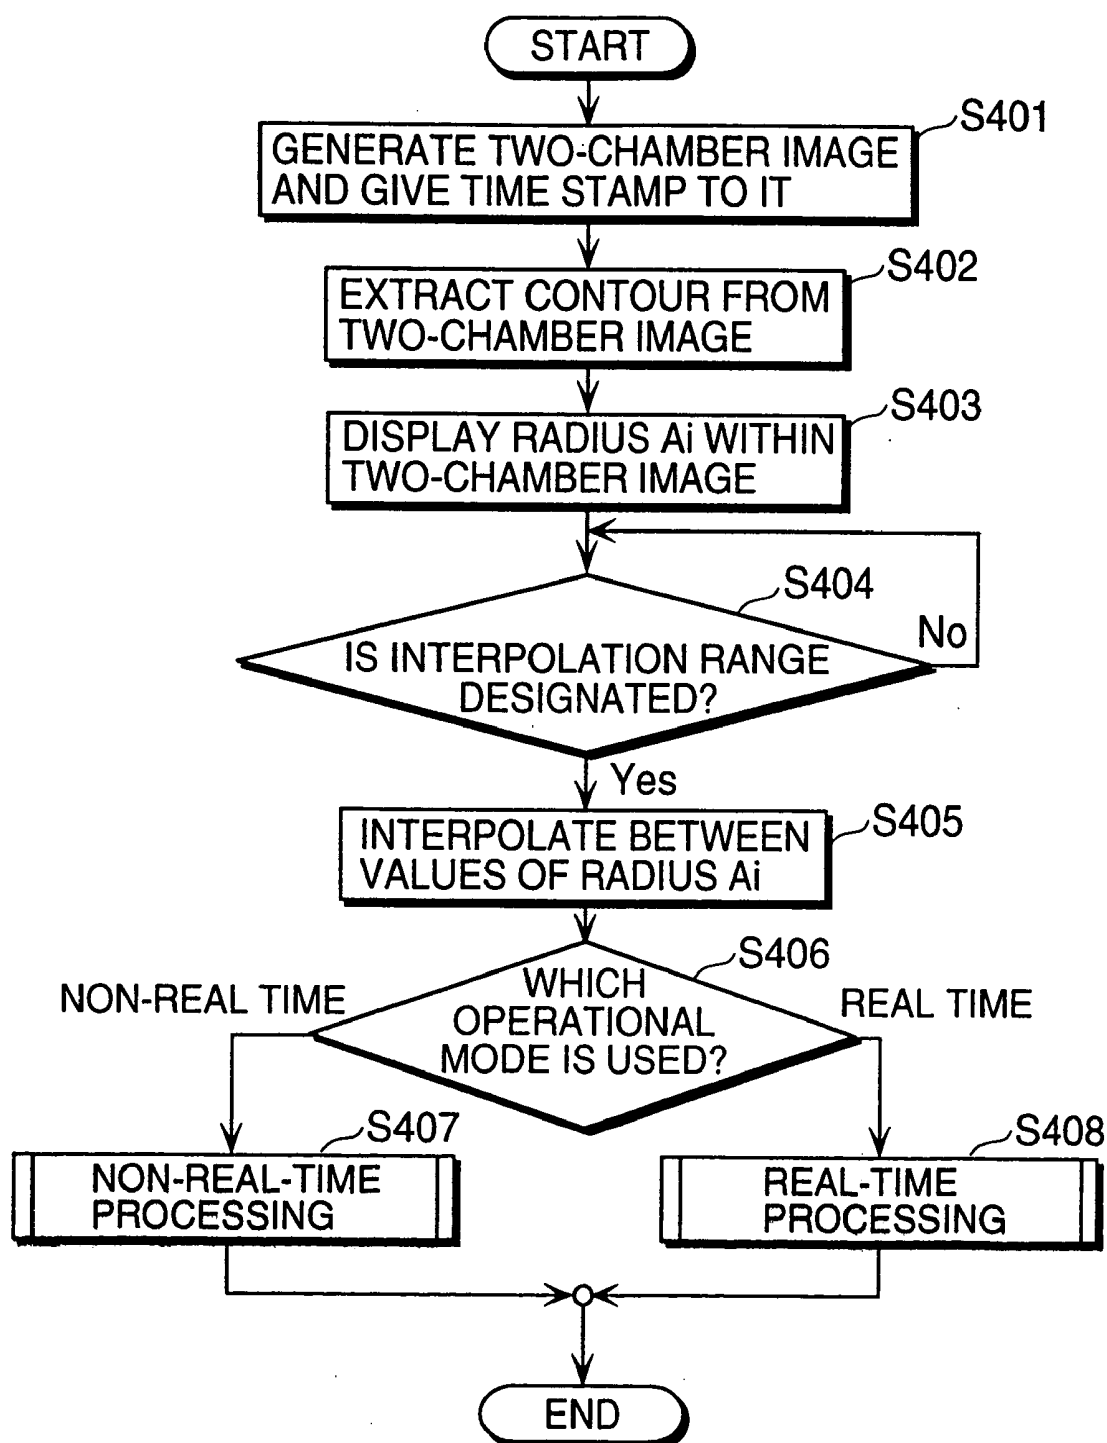 START
S401
GENERATE TWO-CHAMBER IMAGE
AND GIVE TIME STAMP TO IT
S402
EXTRACT CONTOUR FROM
TWO-CHAMBER IMAGE
S403
DISPLAY RADIUS Ai WITHIN
TWO-CHAMBER IMAGE
S404
No
IS INTERPOLATION RANGE
DESIGNATED?
Yes
S405
INTERPOLATE BETWEEN
VALUES OF RADIUS Ai
S406
NON-REAL TIME
WHICH
OPERATIONAL
MODE IS USED?
REAL TIME
S407
NON-REAL-TIME
PROCESSING
S408
REAL-TIME
PROCESSING
END